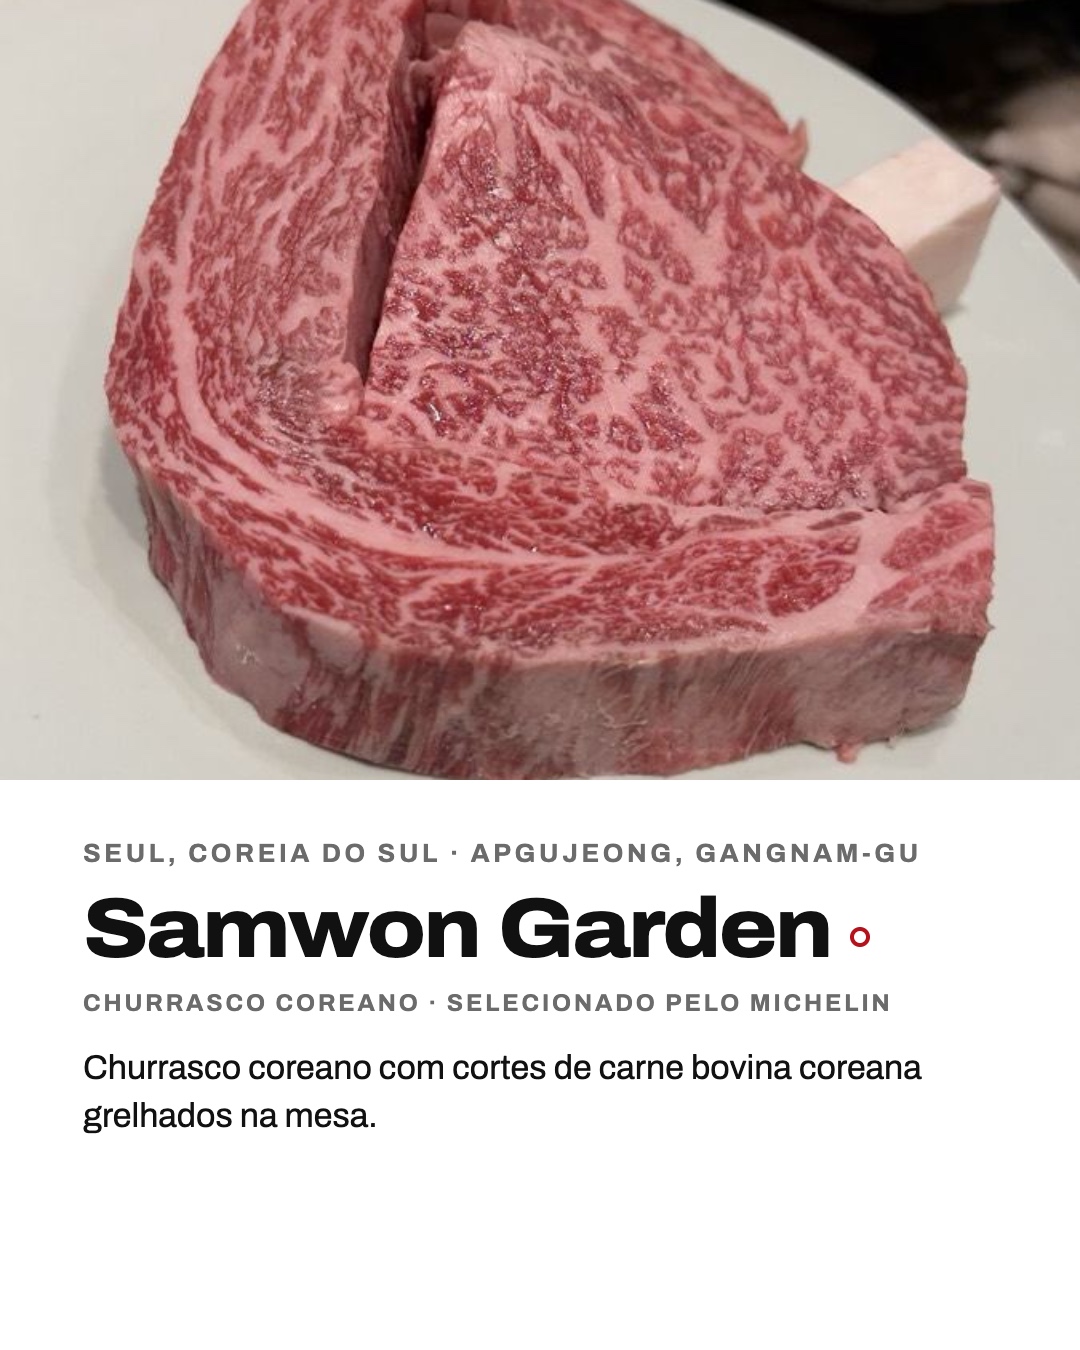 SEUL, COREIA DO SUL · APGUJEONG, GANGNAM-GU
Samwon Garden
CHURRASCO COREANO · SELECIONADO PELO MICHELIN
Churrasco coreano com cortes de carne bovina coreana
grelhados na mesa.